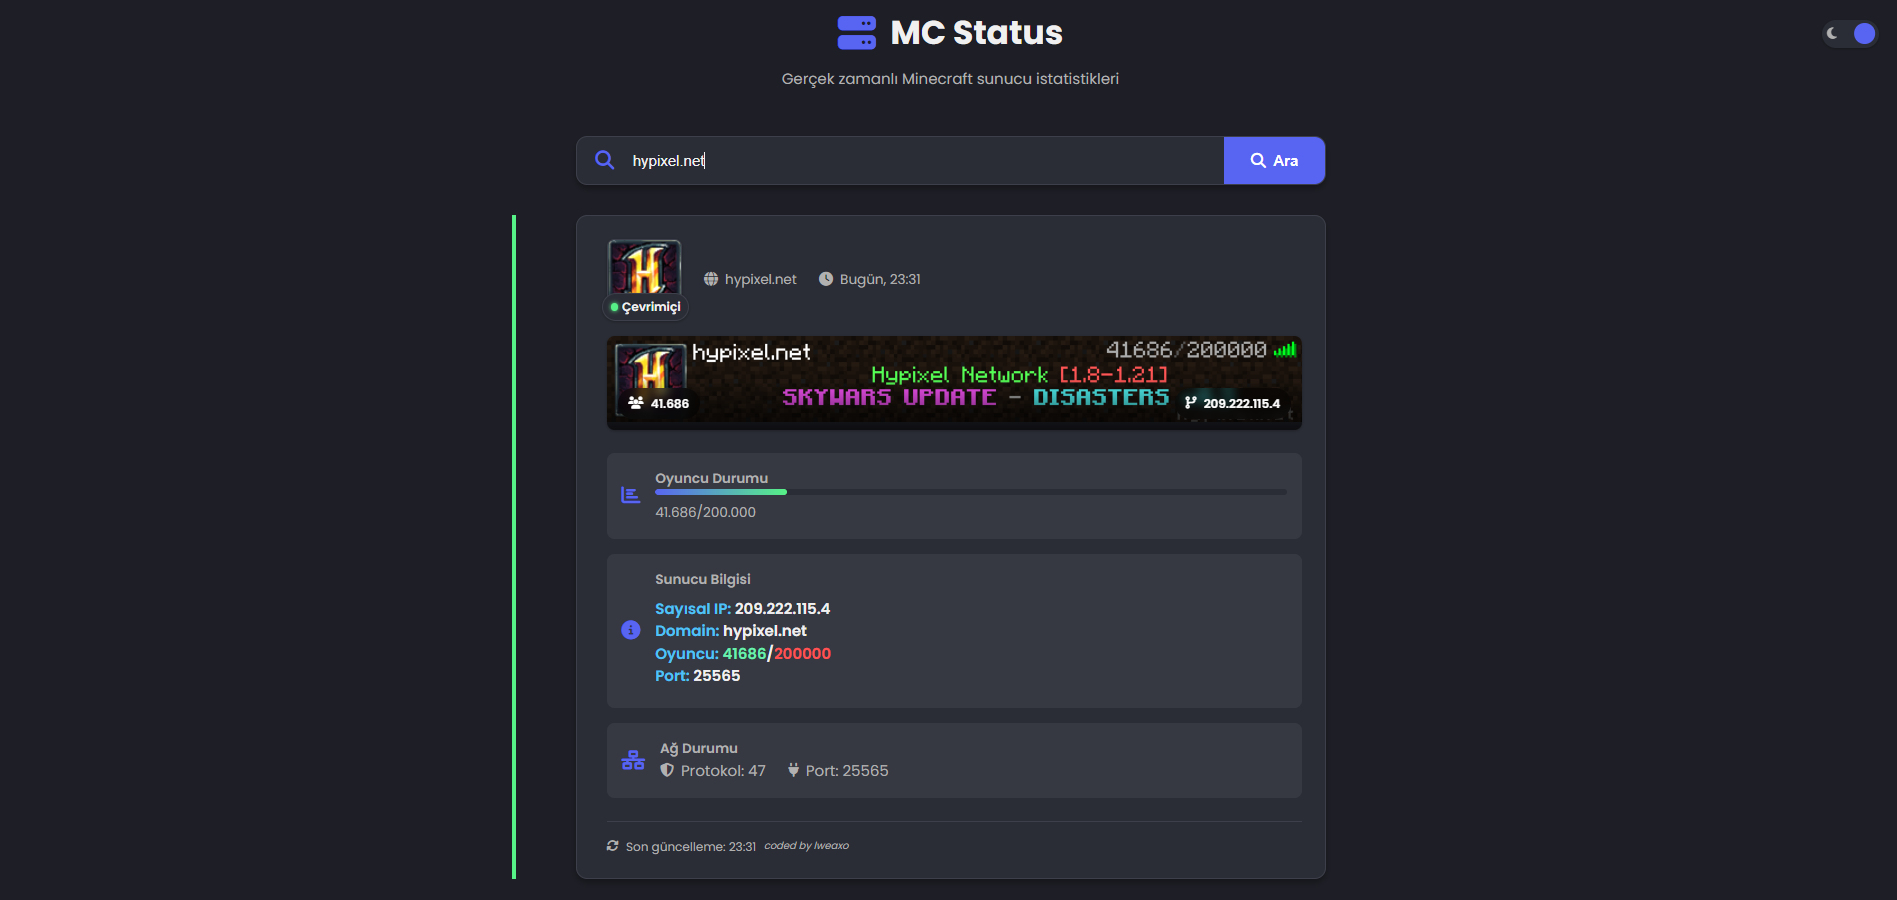 MC Status
Gerçek zamanlı Minecraft sunucu istatistikleri
hypixel.net
Ara
hypixel.net Bugün, 23:31
Çevrimiçi
hypixel.net 41686/200000
Hypixel Network [1.8-1.21]
SKYWARS UPDATE - DISASTERS
41.686 209.222.115.4
Oyuncu Durumu
41.686/200.000
Sunucu Bilgisi
Sayısal IP: 209.222.115.4
Domain: hypixel.net
Oyuncu: 41686/200000
Port: 25565
Ağ Durumu
Protokol: 47 Port: 25565
Son güncelleme: 23:31 coded by lweaxo